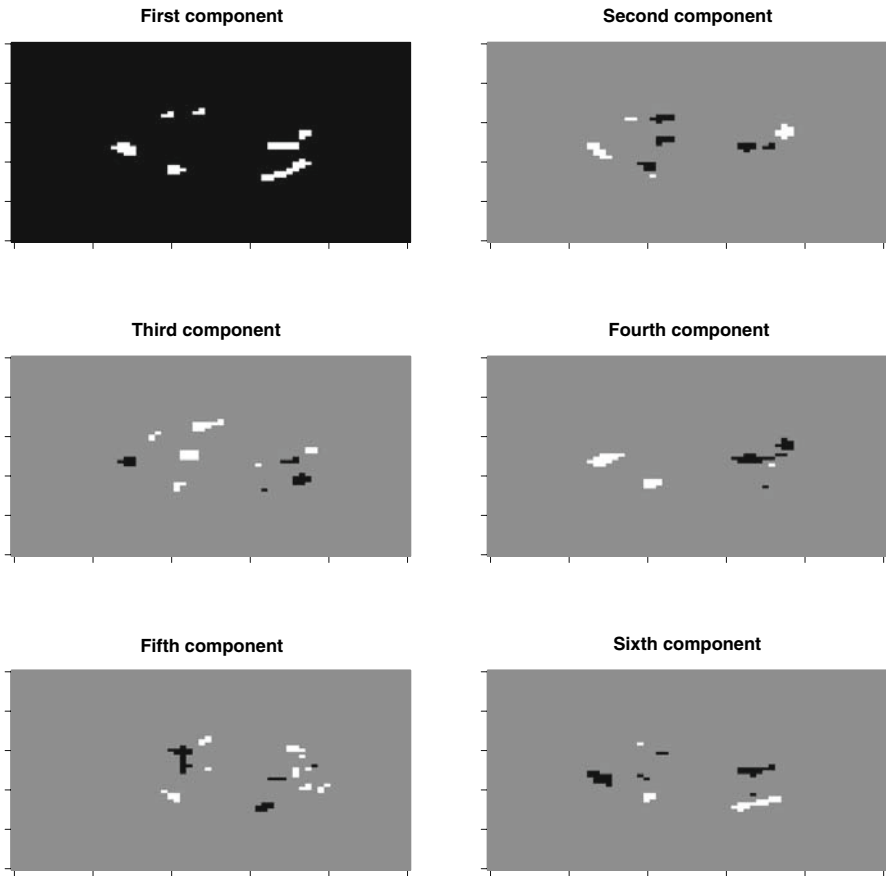 First component
Second component
Third component
Fourth component
Fifth component
Sixth component